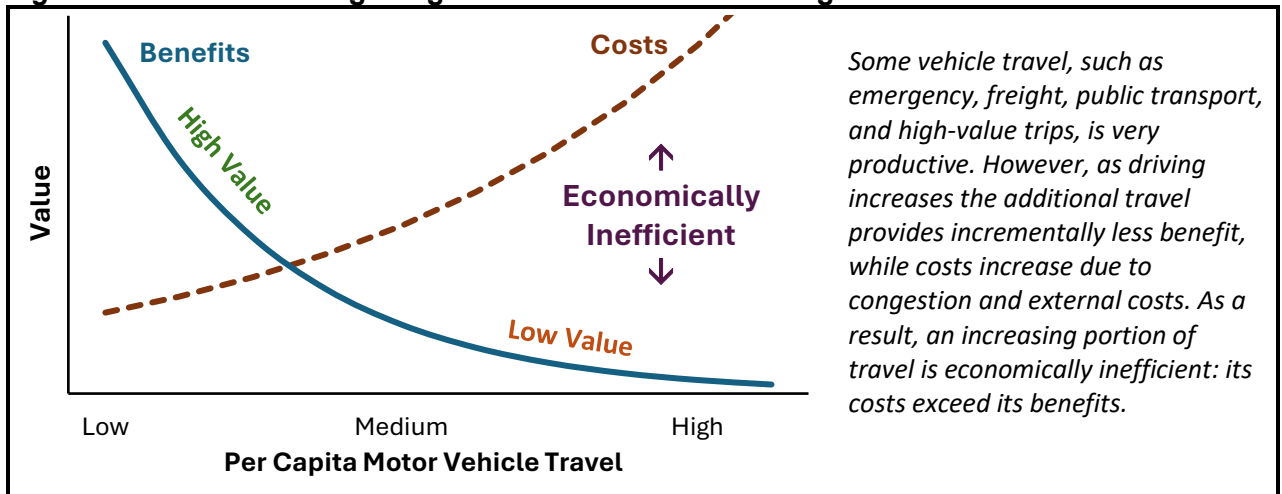 Benefits
Costs
High Value
Economically
Inefficient
Low Value
Value
Low Medium High
Per Capita Motor Vehicle Travel
Some vehicle travel, such as
emergency, freight, public transport,
and high-value trips, is very
productive. However, as driving
increases the additional travel
provides incrementally less benefit,
while costs increase due to
congestion and external costs. As a
result, an increasing portion of
travel is economically inefficient: its
costs exceed its benefits.